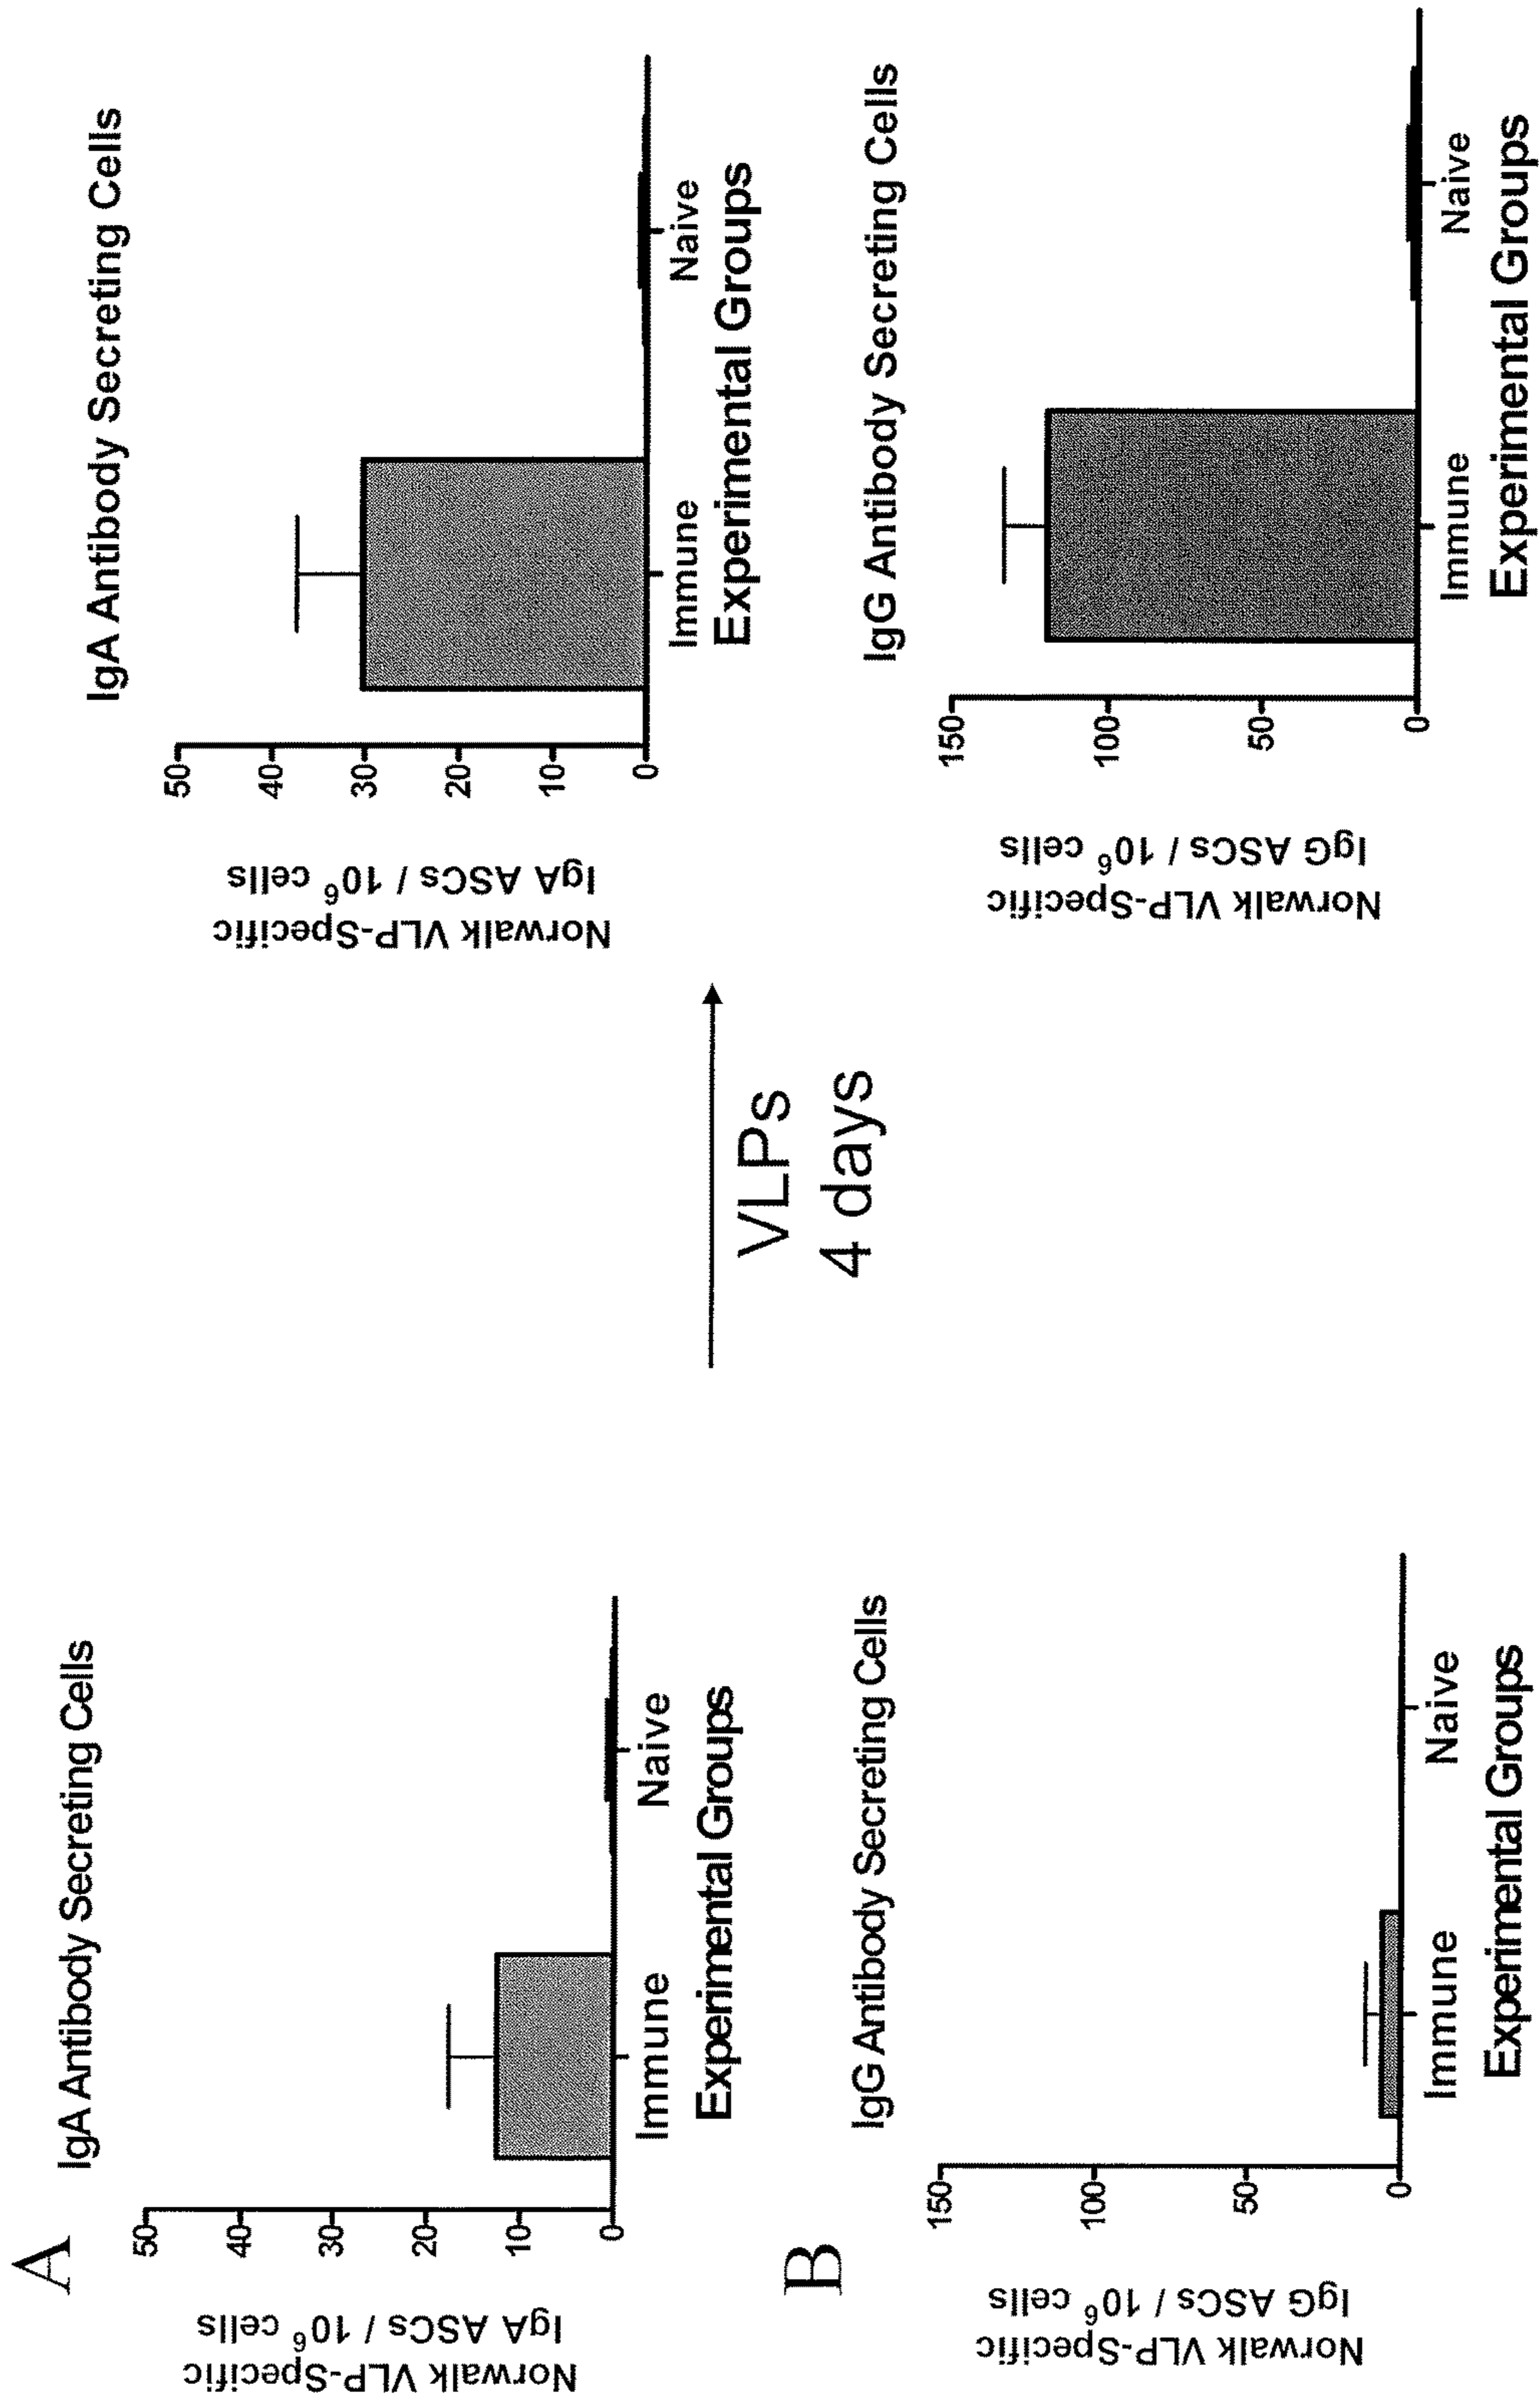 A
IgA Antibody Secreting Cells
Norwalk VLP-Specific
IgA ASCs / 10⁶ cells
50
40
30
20
10
0
Immune
Naive
Experimental Groups
B
IgG Antibody Secreting Cells
Norwalk VLP-Specific
IgG ASCs / 10⁶ cells
150
100
50
0
Immune
Naive
Experimental Groups
VLPs
4 days
IgA Antibody Secreting Cells
Norwalk VLP-Specific
IgA ASCs / 10⁶ cells
50
40
30
20
10
0
Immune
Naive
Experimental Groups
IgG Antibody Secreting Cells
Norwalk VLP-Specific
IgG ASCs / 10⁶ cells
150
100
50
0
Immune
Naive
Experimental Groups